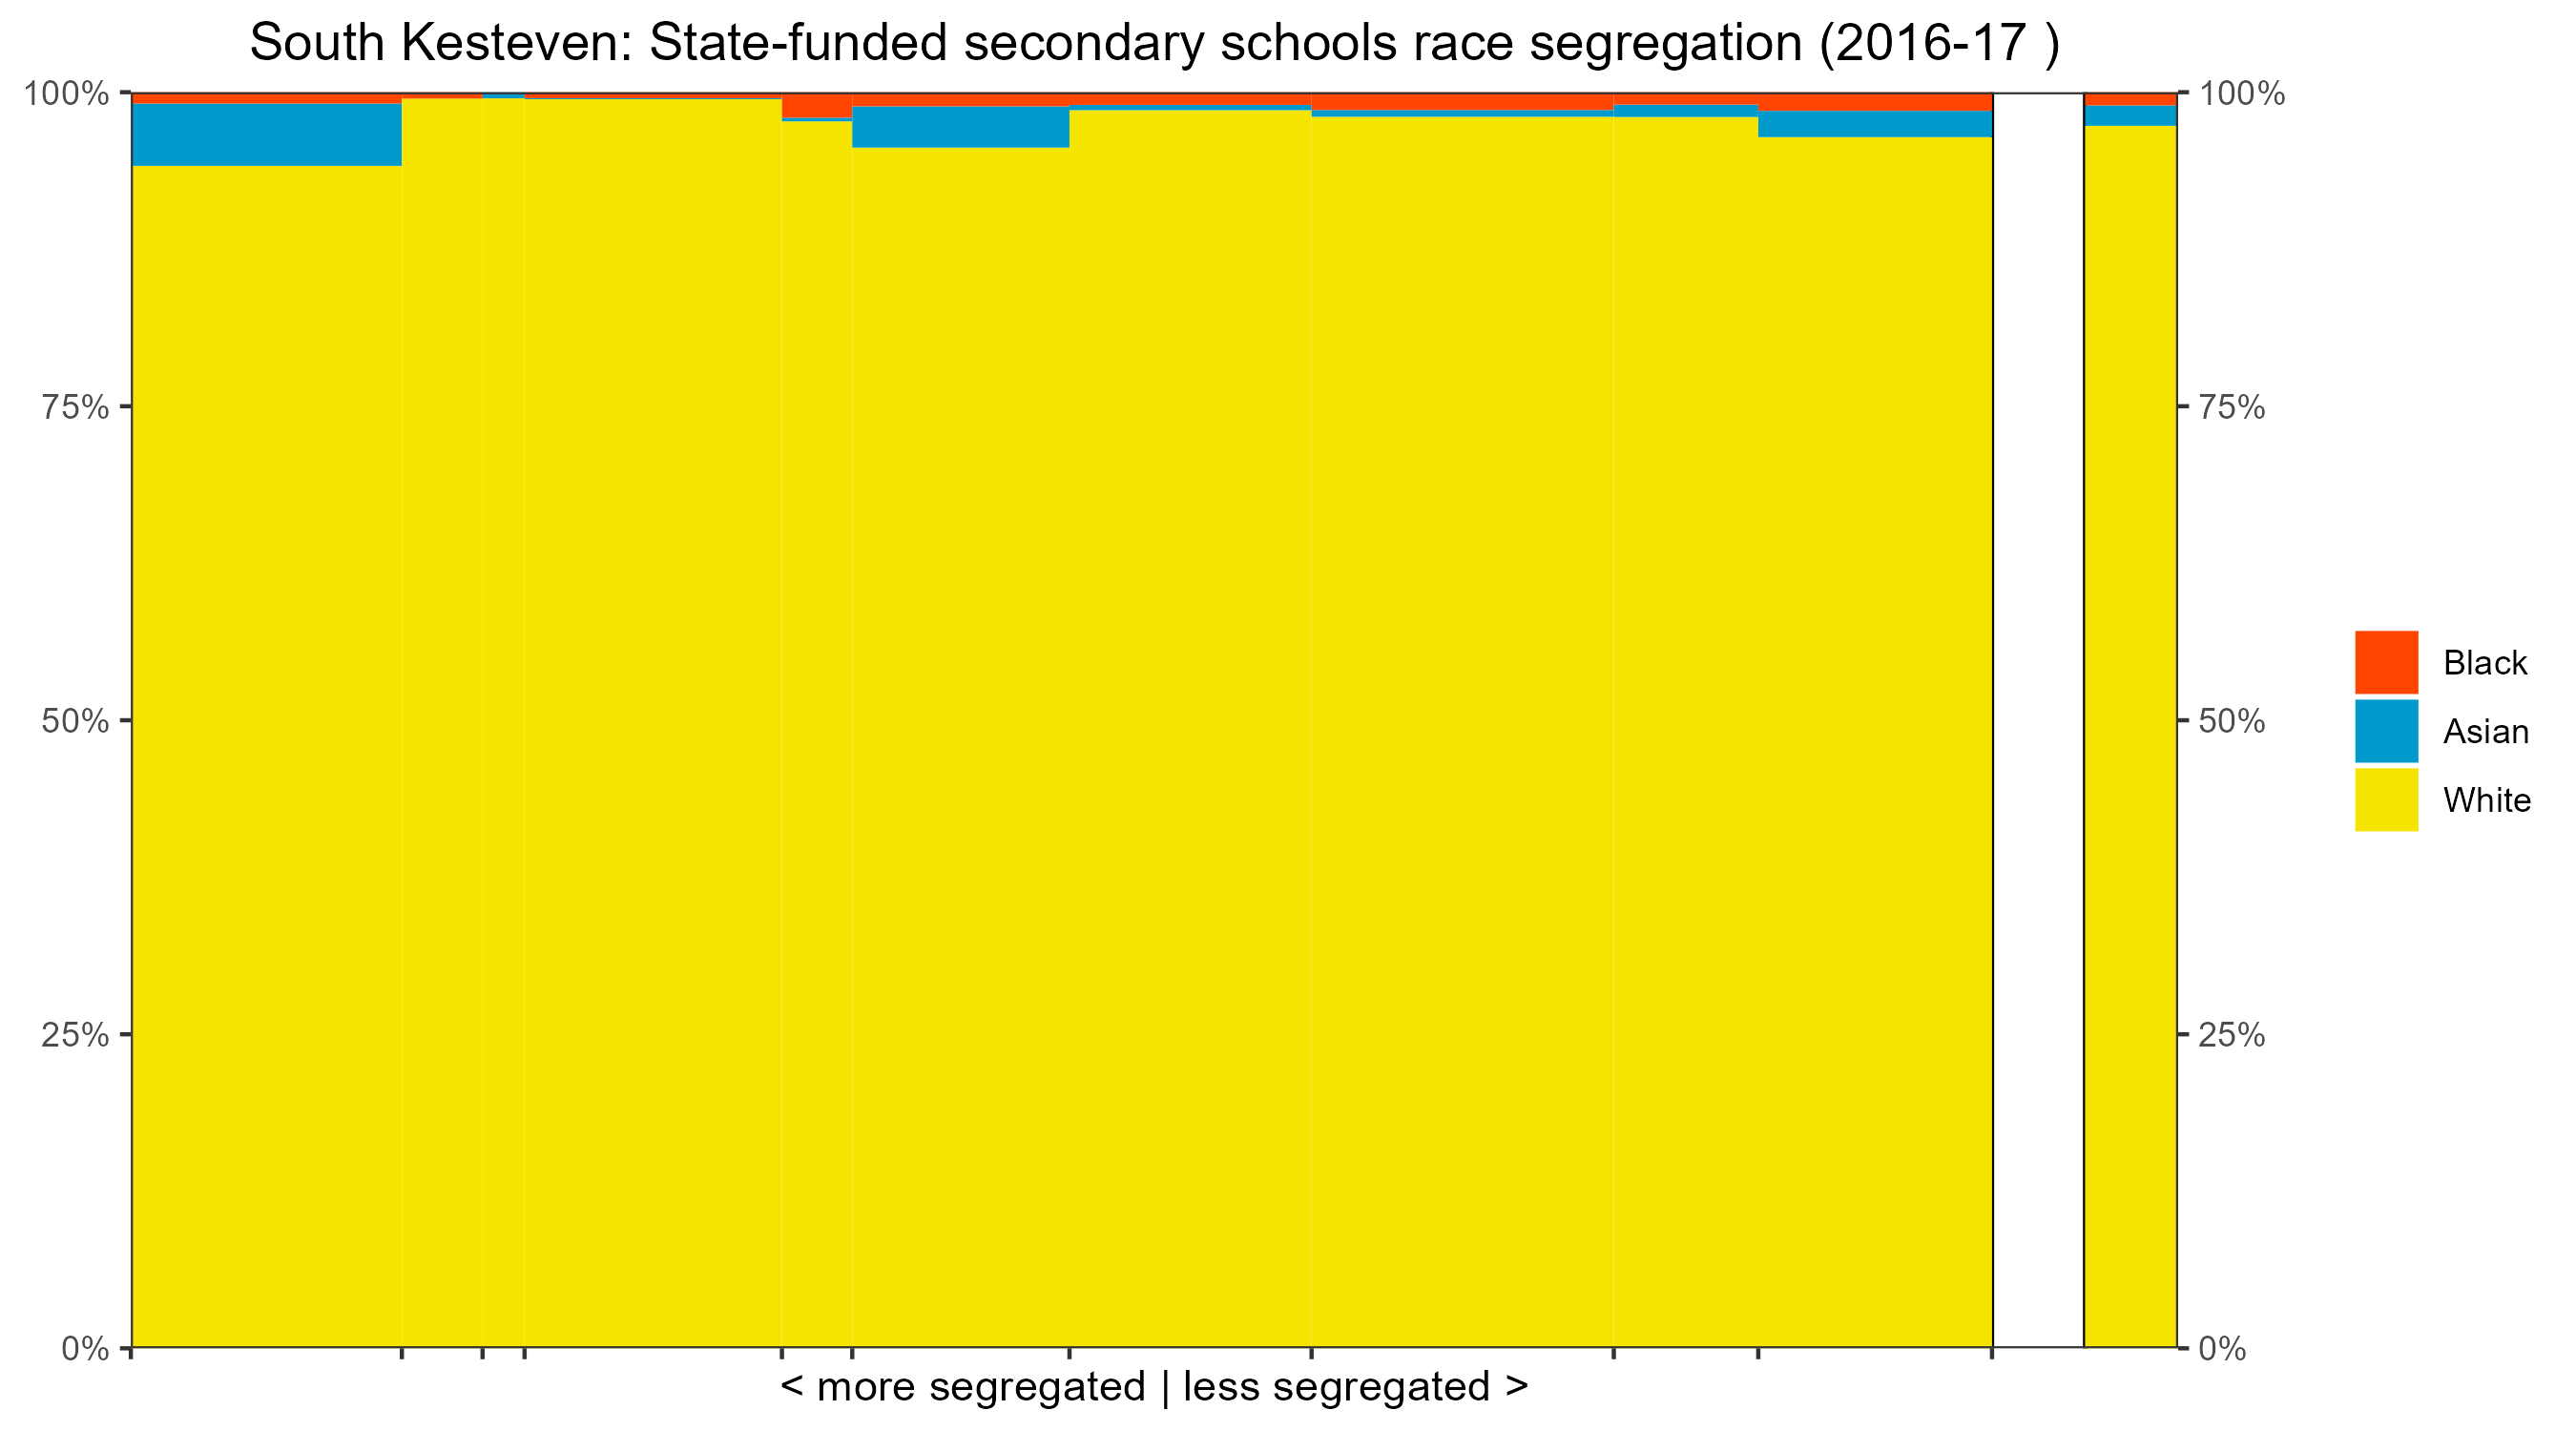 South Kesteven: State-funded secondary schools race segregation (2016-17 )
100%
75%
50%
25%
0%
100%
75%
50%
25%
0%
Black
Asian
White
< more segregated | less segregated >